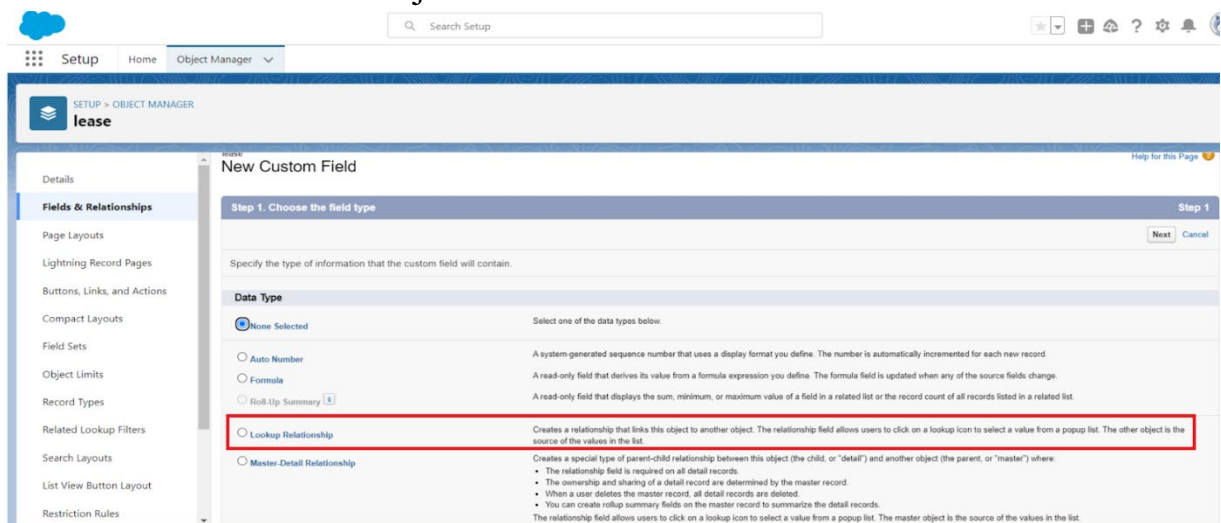 Search Setup
Setup Home Object Manager
SETUP > OBJECT MANAGER
lease
Details
Fields & Relationships
Page Layouts
Lightning Record Pages
Buttons, Links, and Actions
Compact Layouts
Field Sets
Object Limits
Record Types
Related Lookup Filters
Search Layouts
List View Button Layout
Restriction Rules
lease
New Custom Field
Help for this Page
Step 1. Choose the field type Step 1
Next Cancel
Specify the type of information that the custom field will contain.
Data Type
None Selected Select one of the data types below.
Auto Number A system-generated sequence number that uses a display format you define. The number is automatically incremented for each new record.
Formula A read-only field that derives its value from a formula expression you define. The formula field is updated when any of the source fields change.
Roll-Up Summary i A read-only field that displays the sum, minimum, or maximum value of a field in a related list or the record count of all records listed in a related list.
Lookup Relationship Creates a relationship that links this object to another object. The relationship field allows users to click on a lookup icon to select a value from a popup list. The other object is the
source of the values in the list.
Master-Detail Relationship Creates a special type of parent-child relationship between this object (the child, or "detail") and another object (the parent, or "master") where:
• The relationship field is required on all detail records.
• The ownership and sharing of a detail record are determined by the master record.
• When a user deletes the master record, all detail records are deleted.
• You can create rollup summary fields on the master record to summarize the detail records.
The relationship field allows users to click on a lookup icon to select a value from a popup list. The master object is the source of the values in the list.